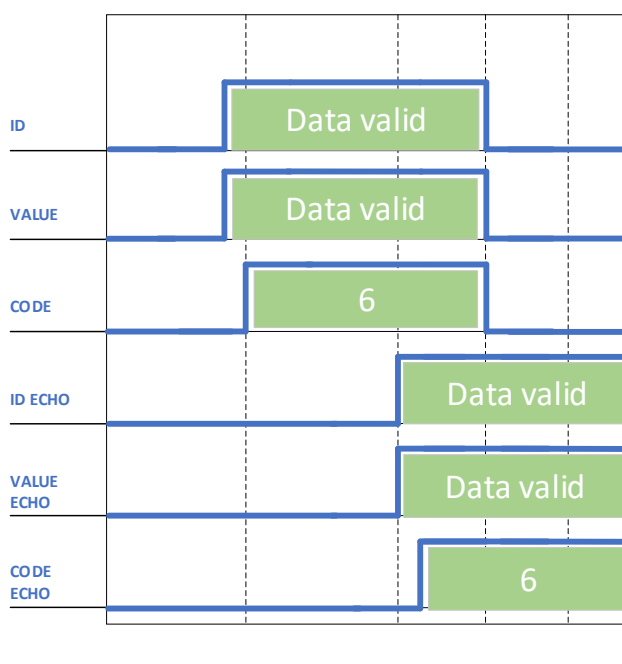 ID
Data valid
VALUE
Data valid
CODE
6
ID ECHO
Data valid
VALUE
ECHO
Data valid
CODE
ECHO
6